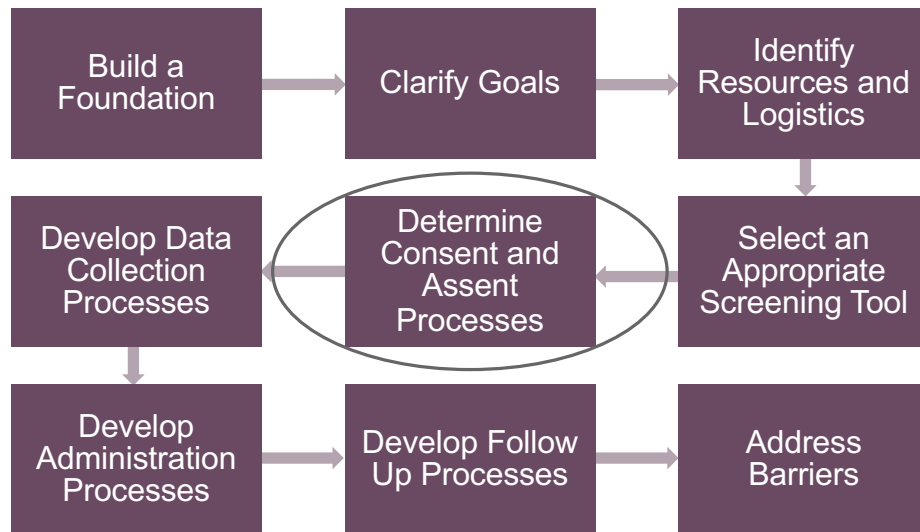 Build a
Foundation
Clarify Goals
Identify
Resources and
Logistics
Select an
Appropriate
Screening Tool
Determine
Consent and
Assent
Processes
Develop Data
Collection
Processes
Develop
Administration
Processes
Develop Follow
Up Processes
Address
Barriers